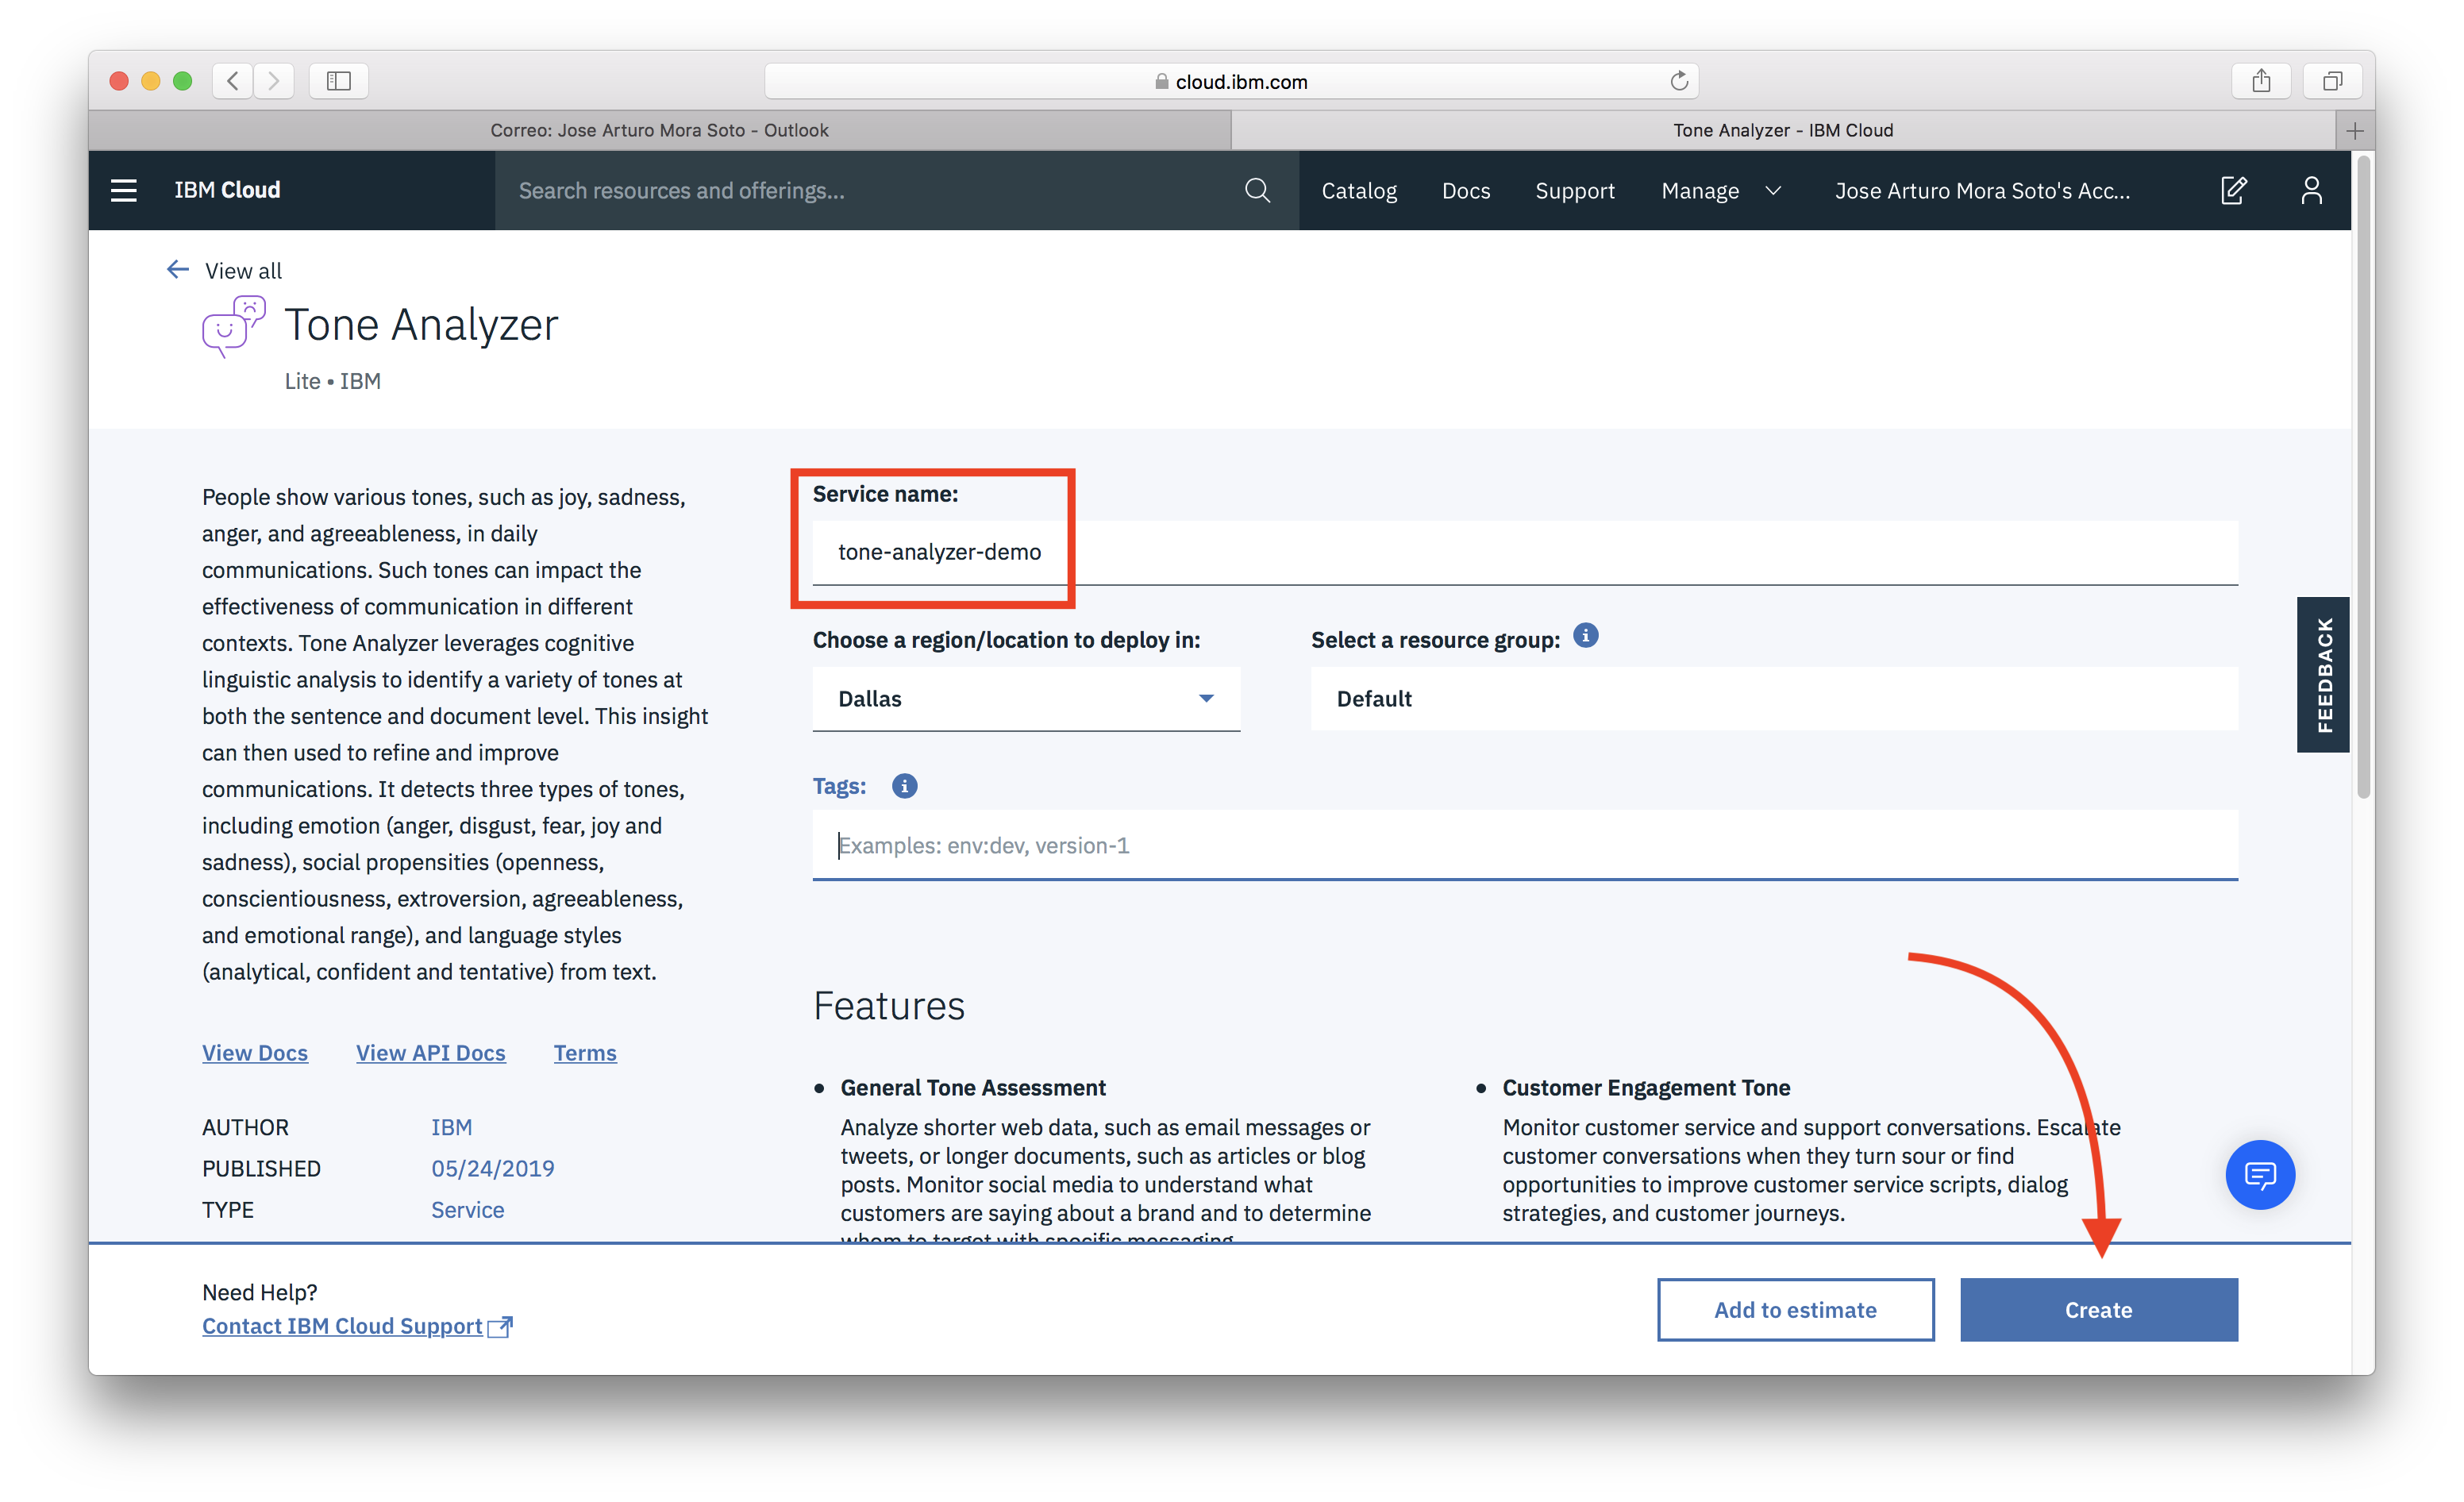 cloud.ibm.com
Correo: Jose Arturo Mora Soto - Outlook
Tone Analyzer - IBM Cloud
IBM Cloud
Search resources and offerings...
Catalog
Docs
Support
Manage
Jose Arturo Mora Soto's Acc...
View all
Tone Analyzer
Lite • IBM
People show various tones, such as joy, sadness,
anger, and agreeableness, in daily
communications. Such tones can impact the
effectiveness of communication in different
contexts. Tone Analyzer leverages cognitive
linguistic analysis to identify a variety of tones at
both the sentence and document level. This insight
can then used to refine and improve
communications. It detects three types of tones,
including emotion (anger, disgust, fear, joy and
sadness), social propensities (openness,
conscientiousness, extroversion, agreeableness,
and emotional range), and language styles
(analytical, confident and tentative) from text.
View Docs
View API Docs
Terms
AUTHOR IBM
PUBLISHED 05/24/2019
TYPE Service
Service name:
tone-analyzer-demo
Choose a region/location to deploy in:
Dallas
Select a resource group:
Default
Tags:
Examples: env:dev, version-1
FEEDBACK
Features
General Tone Assessment
Analyze shorter web data, such as email messages or
tweets, or longer documents, such as articles or blog
posts. Monitor social media to understand what
customers are saying about a brand and to determine
whom to target with specific messaging.
Customer Engagement Tone
Monitor customer service and support conversations. Escalate
customer conversations when they turn sour or find
opportunities to improve customer service scripts, dialog
strategies, and customer journeys.
Need Help?
Contact IBM Cloud Support
Add to estimate
Create